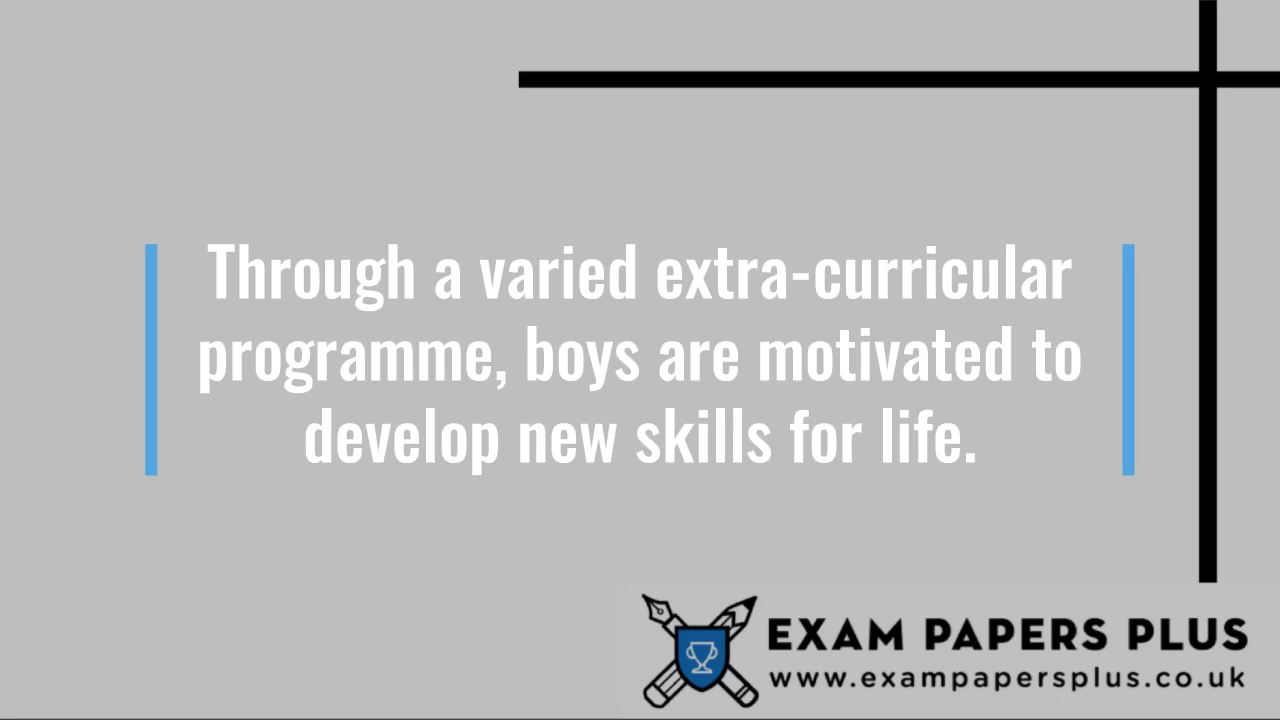 Through a varied extra-curricular
programme, boys are motivated to
develop new skills for life.
EXAM PAPERS PLUS
www.exampapersplus.co.uk